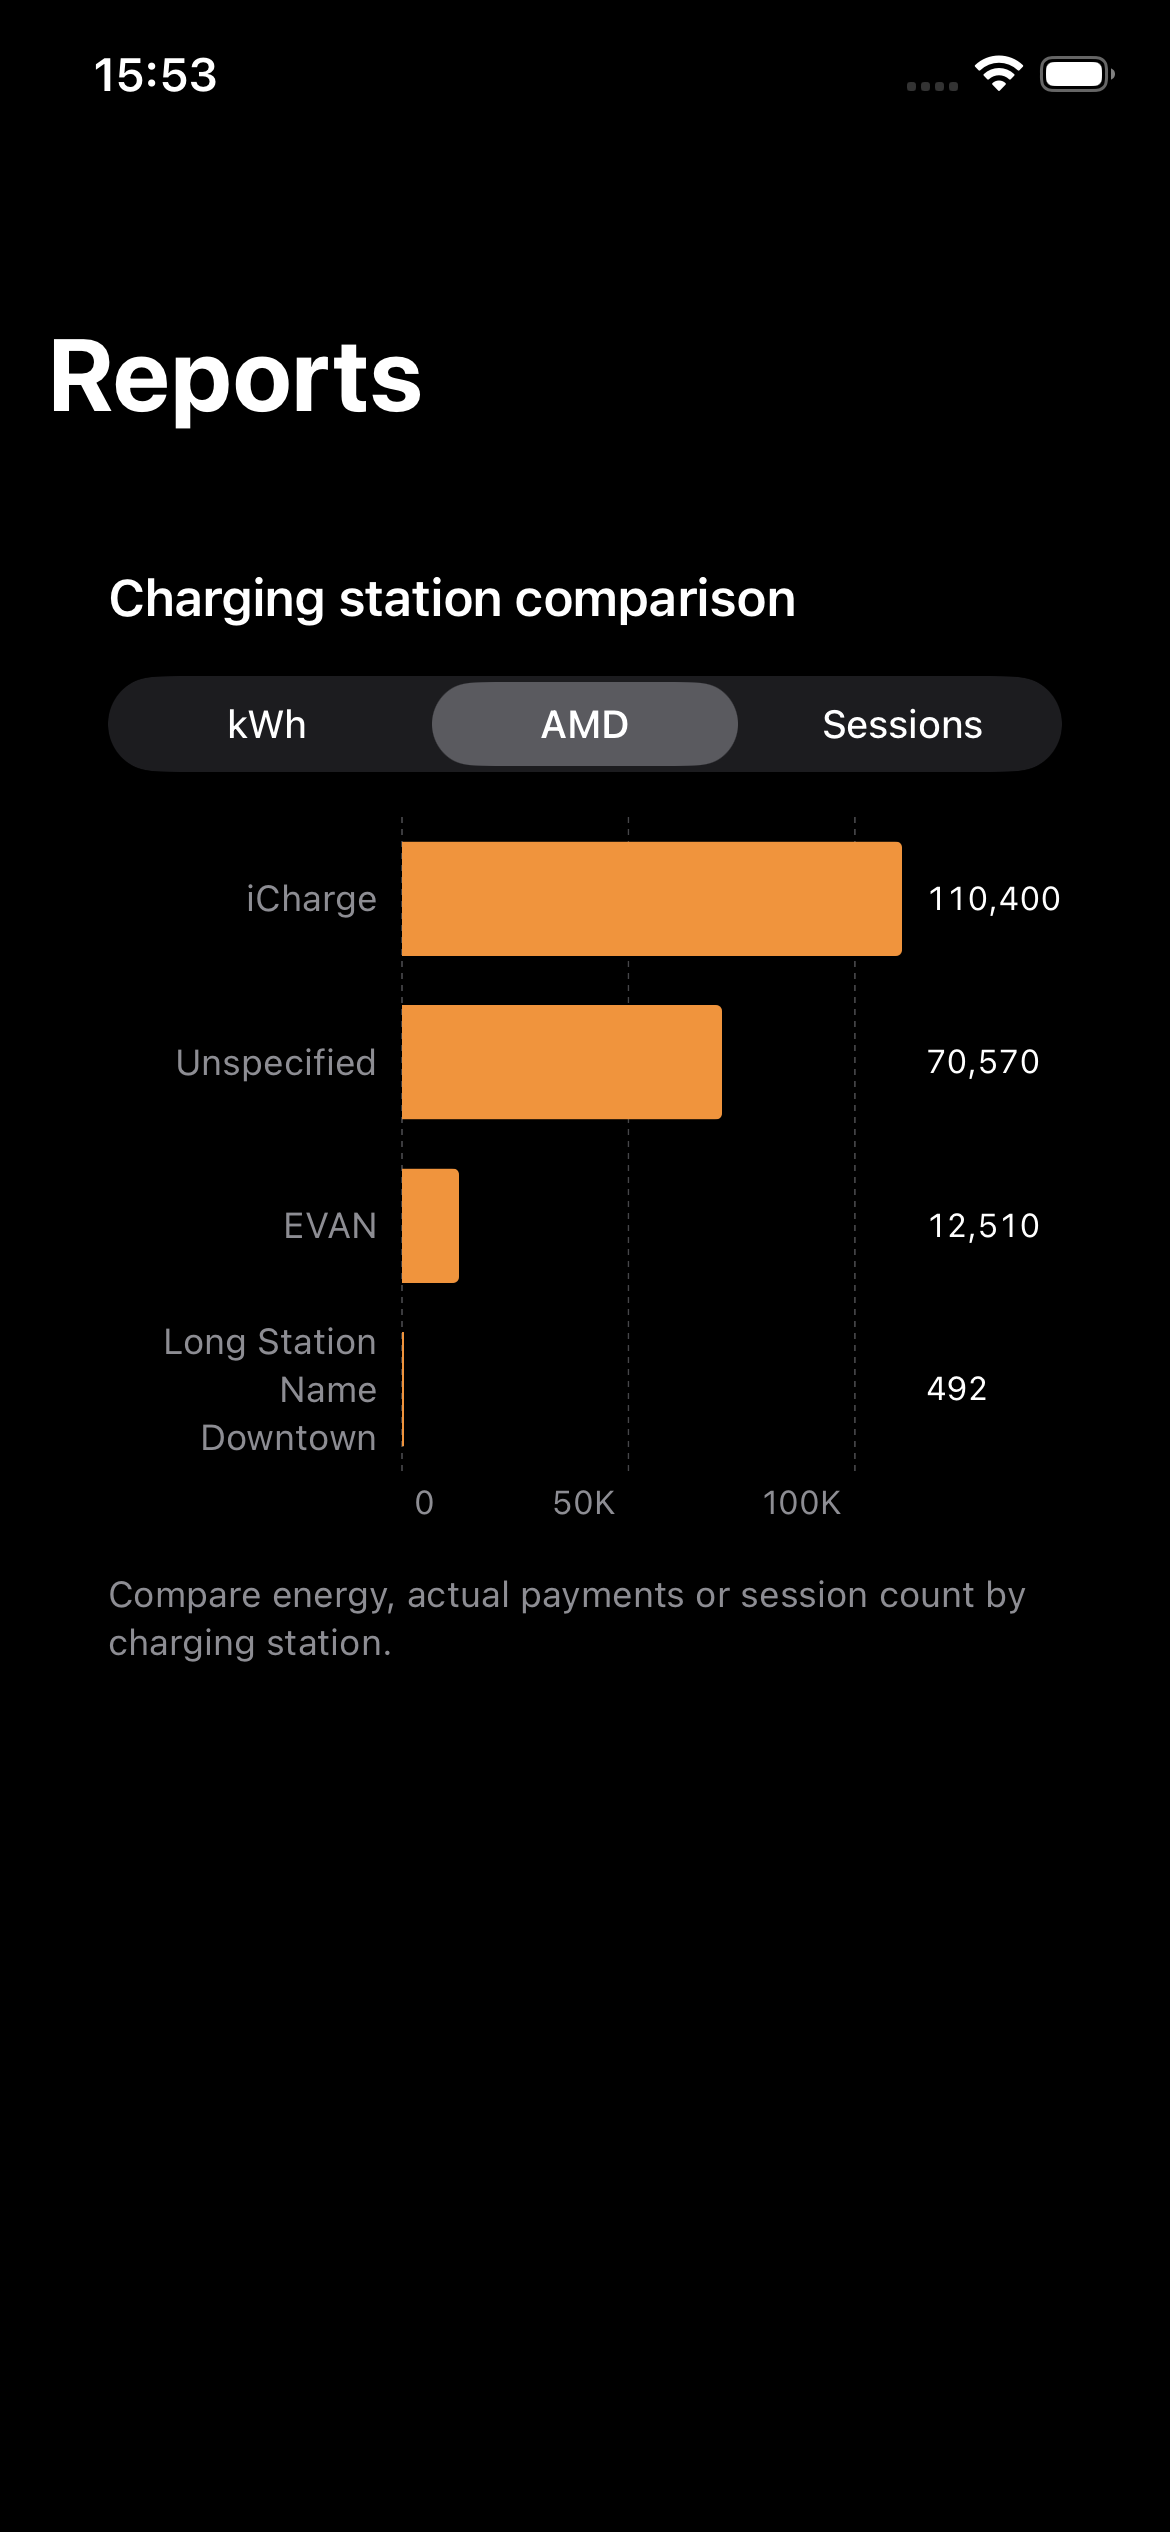 15:53
Reports
Charging station comparison
kWh
AMD
Sessions
iCharge
110,400
Unspecified
70,570
EVAN
12,510
Long Station
Name
Downtown
492
0
50K
100K
Compare energy, actual payments or session count by
charging station.